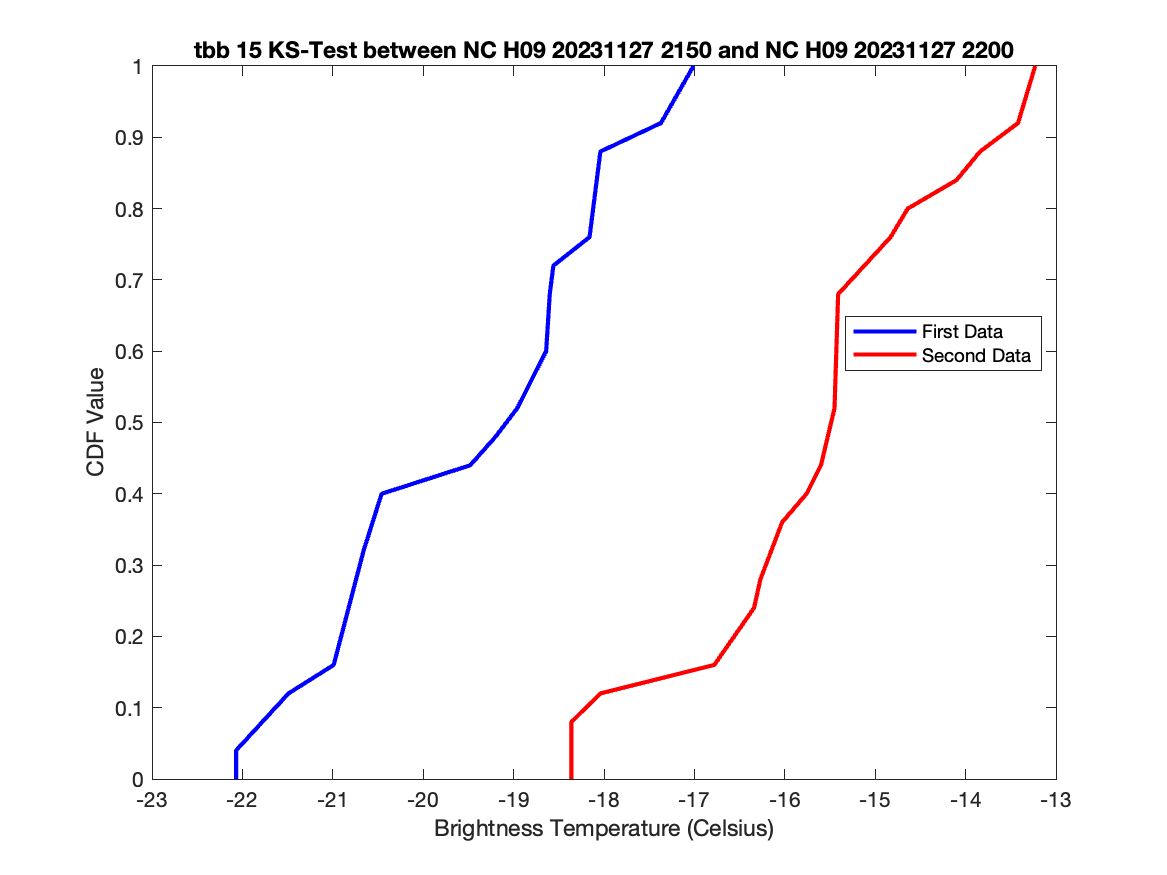 tbb 15 KS-Test between NC H09 20231127 2150 and NC H09 20231127 2200
1
0.9
0.8
0.7
0.6
0.5
0.4
0.3
0.2
0.1
0
CDF Value
First Data
Second Data
-23 -22 -21 -20 -19 -18 -17 -16 -15 -14 -13
Brightness Temperature (Celsius)